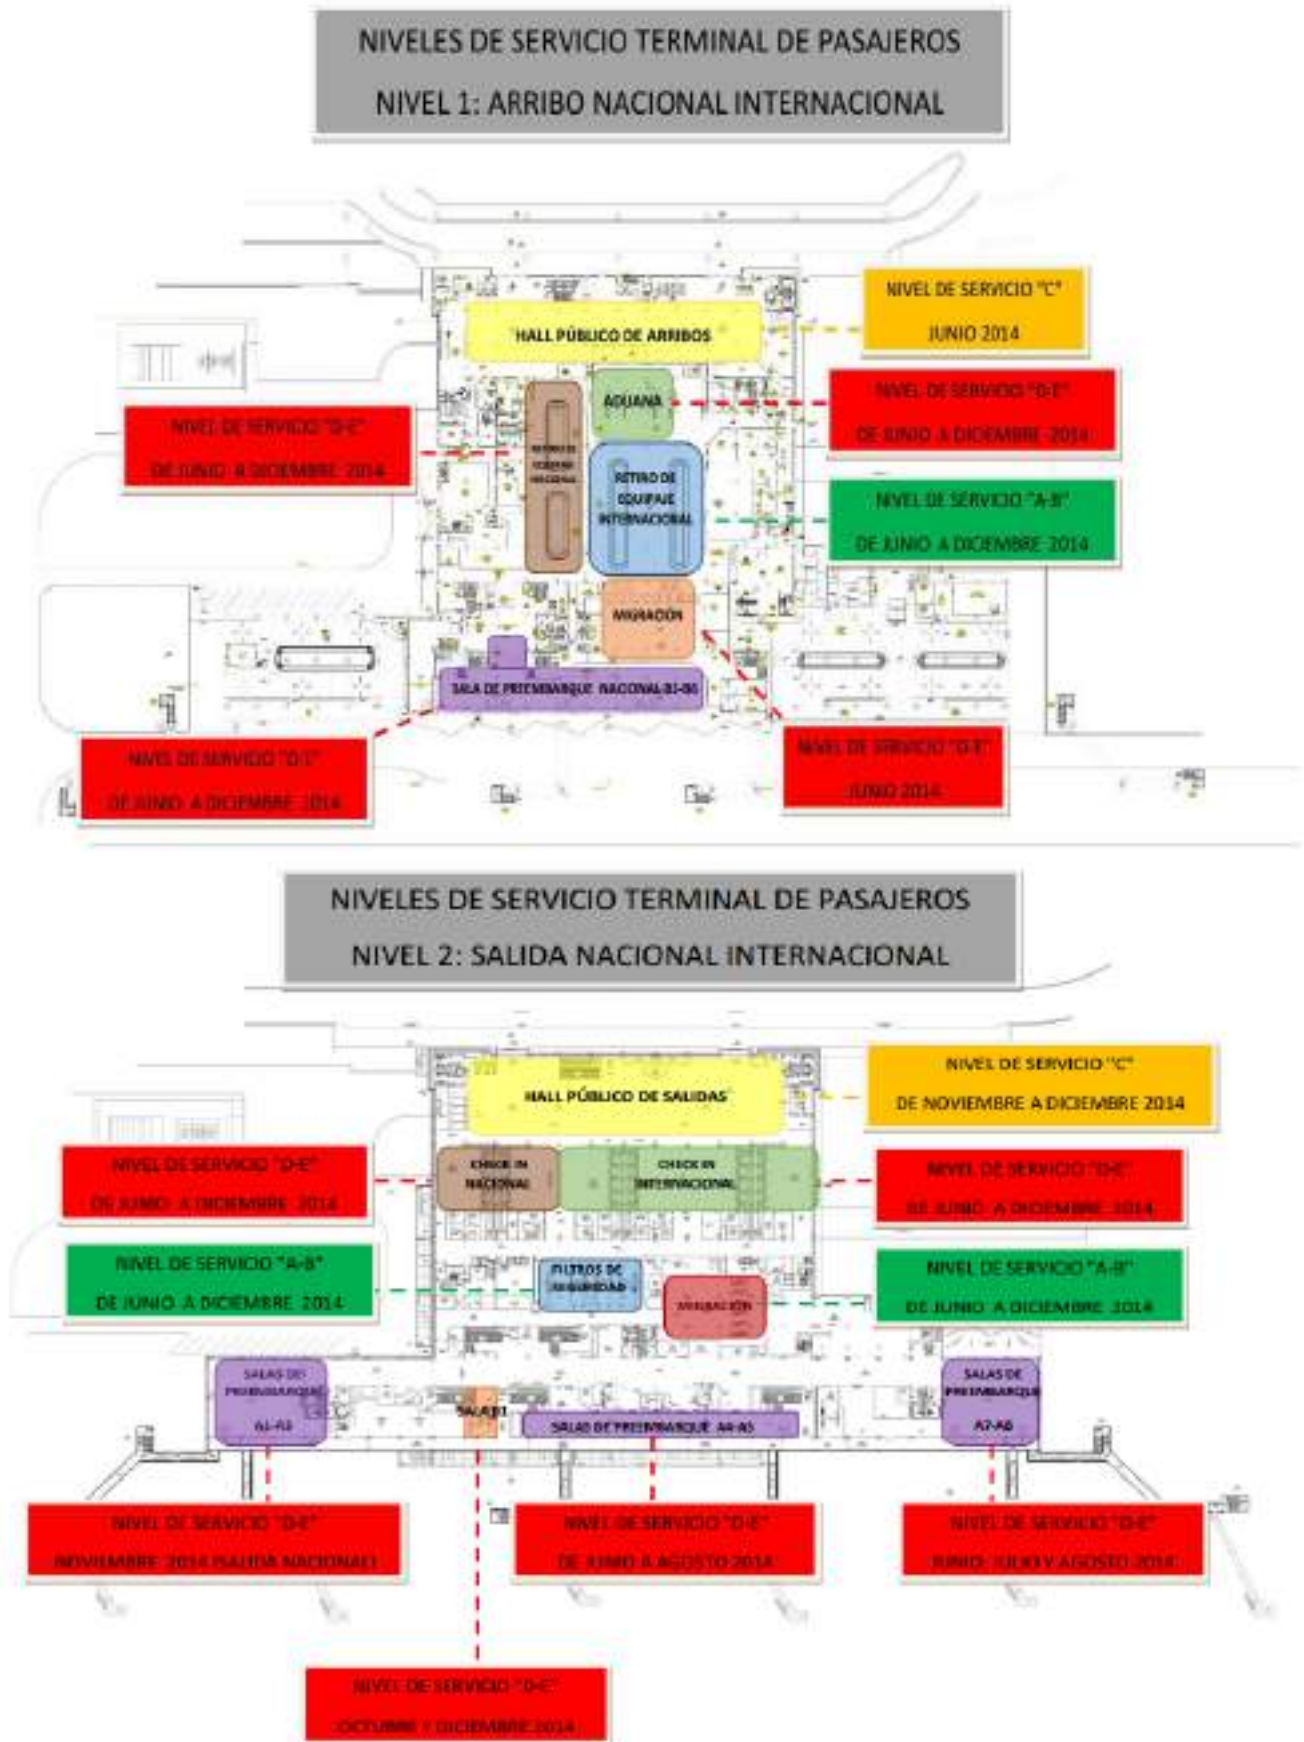 NIVELES DE SERVICIO TERMINAL DE PASAJEROS
NIVEL 1: ARRIBO NACIONAL INTERNACIONAL
NIVEL DE SERVICIO "C"
JUNIO 2014
HALL PÚBLICO DE ARRIBOS
NIVEL DE SERVICIO "D-E"
DE JUNIO A DICIEMBRE 2014
ADUANA
NIVEL DE SERVICIO "D-E"
DE JUNIO A DICIEMBRE 2014
RETIRO DE
EQUIPAJE
INTERNACIONAL
NIVEL DE SERVICIO "A-B"
DE JUNIO A DICIEMBRE 2014
MIGRACIÓN
SALA DE PREEMBARQUE NACIONAL
NIVEL DE SERVICIO "D-E"
DE JUNIO A DICIEMBRE 2014
NIVEL DE SERVICIO "D-E"
JUNIO 2014
NIVELES DE SERVICIO TERMINAL DE PASAJEROS
NIVEL 2: SALIDA NACIONAL INTERNACIONAL
NIVEL DE SERVICIO "C"
DE NOVIEMBRE A DICIEMBRE 2014
HALL PÚBLICO DE SALIDAS
NIVEL DE SERVICIO "D-E"
DE JUNIO A DICIEMBRE 2014
CHECK IN
NACIONAL
CHECK IN
INTERNACIONAL
NIVEL DE SERVICIO "D-E"
DE JUNIO A DICIEMBRE 2014
NIVEL DE SERVICIO "A-B"
DE JUNIO A DICIEMBRE 2014
FILTROS DE
SEGURIDAD
MIGRACIÓN
NIVEL DE SERVICIO "A-B"
DE JUNIO A DICIEMBRE 2014
SALAS DE
PREEMBARQUE
A1-A3
SALA B1
SALAS DE PREEMBARQUE
SALAS DE
PREEMBARQUE
NIVEL DE SERVICIO "D-E"
NOVIEMBRE 2014 (SALIDA NACIONAL)
NIVEL DE SERVICIO "D-E"
DE JUNIO A AGOSTO 2014
NIVEL DE SERVICIO "D-E"
JUNIO, JULIO Y AGOSTO 2014
NIVEL DE SERVICIO "D-E"
OCTUBRE Y DICIEMBRE 2014